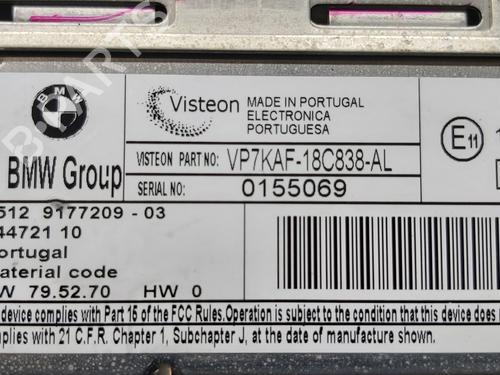 BMW
Visteon
MADE IN PORTUGAL
ELECTRONICA
PORTUGUESA
E11
BMW Group
VISTEON PART NO: VP7KAF-18C838-AL
SERIAL NO: 0155069
512 9177209 - 03
44721 10
ortugal
aterial code
W 79.52.70 HW 0
device complies with Part 15 of the FCC Rules.Operation is subject to the condition that this device
mplies with 21 C.F.R. Chapter 1, Subchapter J, at the date of manufacture shown.